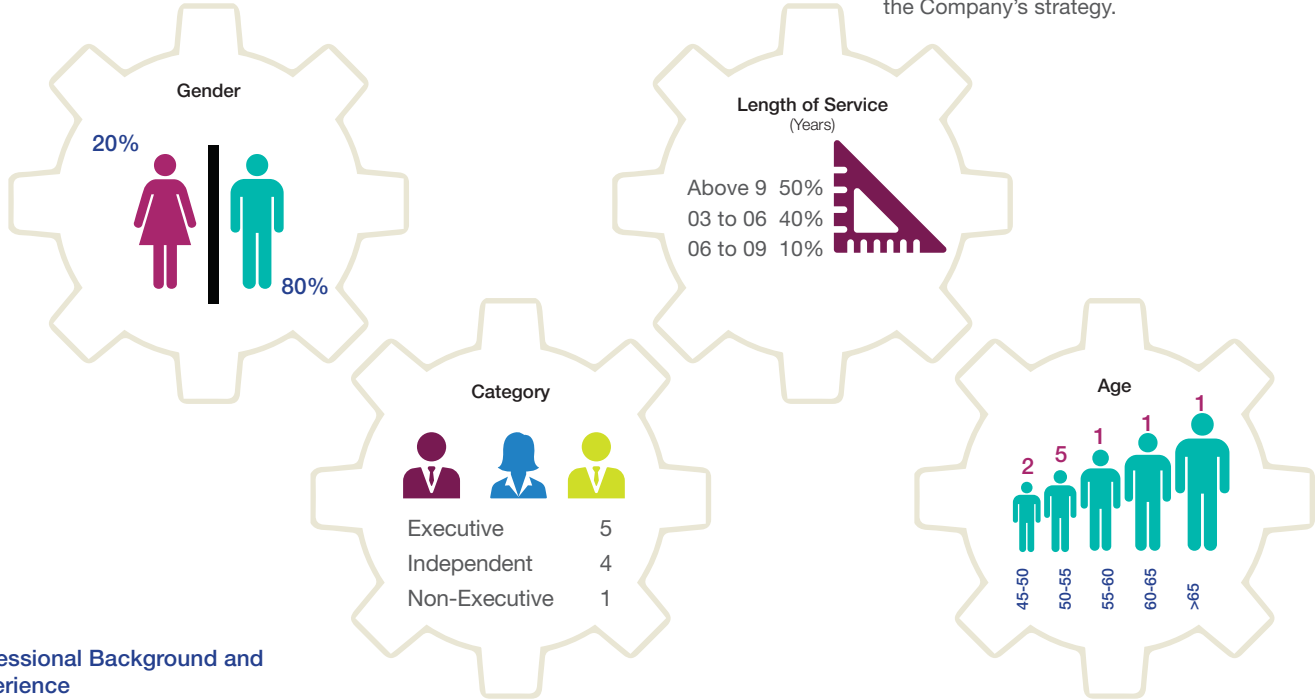 the Company’s strategy.
Gender
20%
80%
Length of Service
(Years)
Above 9 50%
03 to 06 40%
06 to 09 10%
Category
Executive 5
Independent 4
Non-Executive 1
Age
2 5 1 1 1
45-50 50-55 55-60 60-65 >65
essional Background and
erience